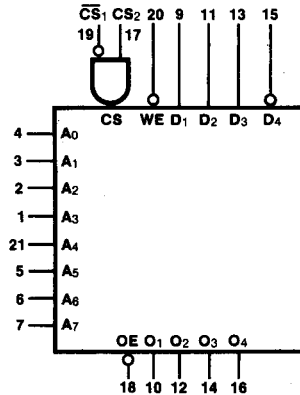 C̅S̅₁ CS₂ 20 9 11 13 15
19 17
CS WE D₁ D₂ D₃ D₄
4 A₀
3 A₁
2 A₂
1 A₃
21 A₄
5 A₅
6 A₆
7 A₇
OE O₁ O₂ O₃ O₄
18 10 12 14 16